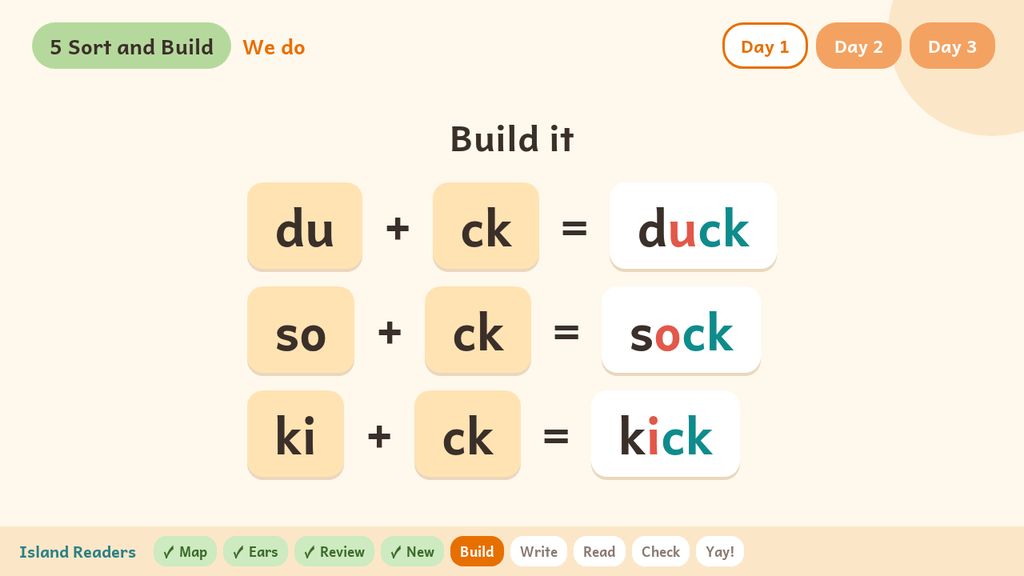 5 Sort and Build We do Day 1 Day 2 Day 3
Build it
du + ck = duck
so + ck = sock
ki + ck = kick
Island Readers ✓ Map ✓ Ears ✓ Review ✓ New Build Write Read Check Yay!